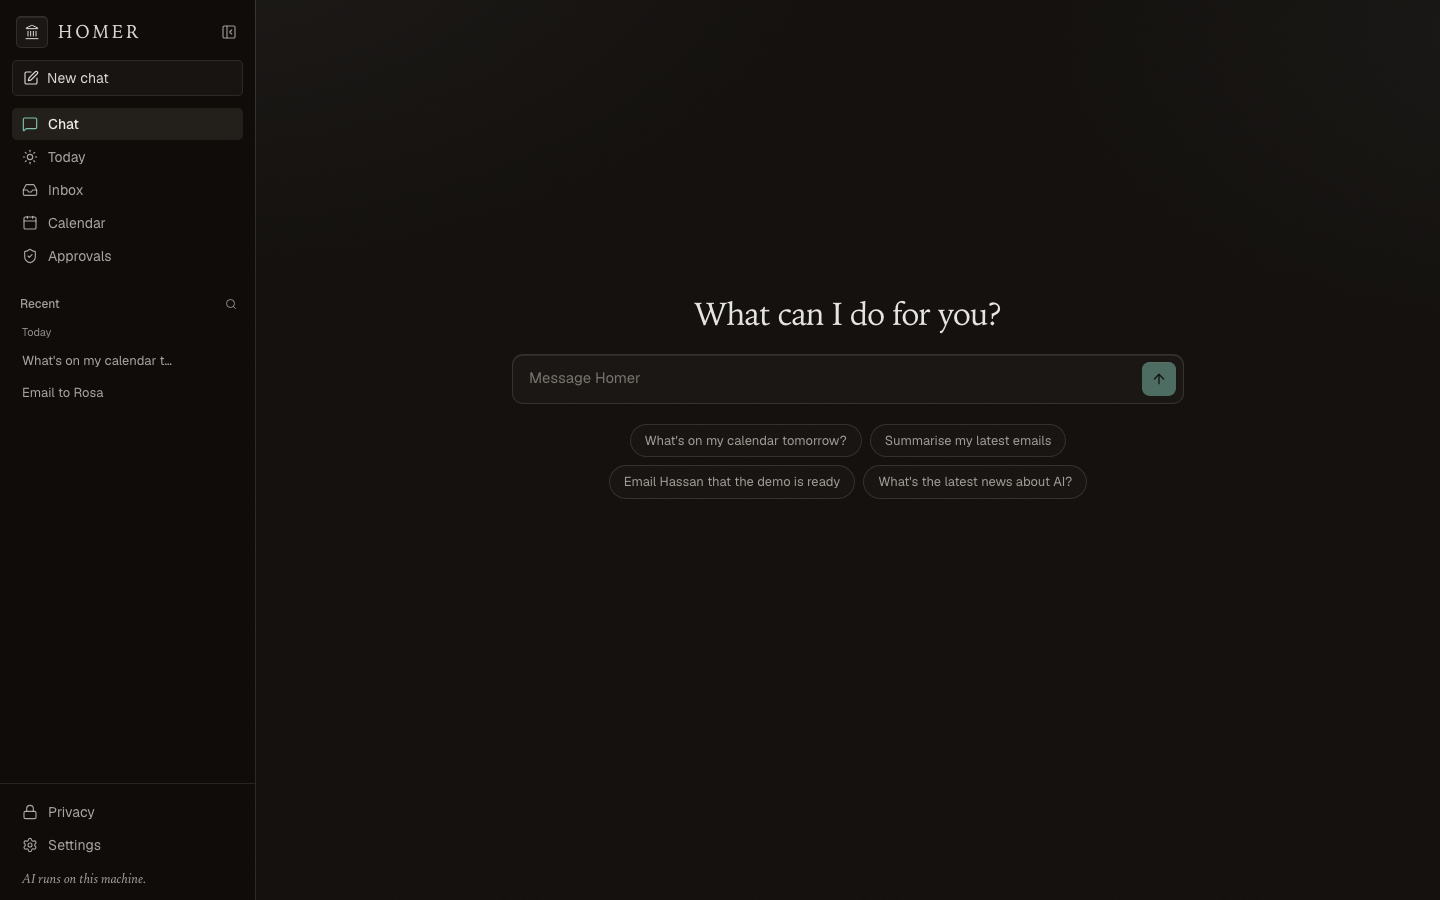 HOMER
New chat
Chat
Today
Inbox
Calendar
Approvals
Recent
Today
What's on my calendar t...
Email to Rosa
Privacy
Settings
AI runs on this machine.
What can I do for you?
Message Homer
What's on my calendar tomorrow?
Summarise my latest emails
Email Hassan that the demo is ready
What's the latest news about AI?